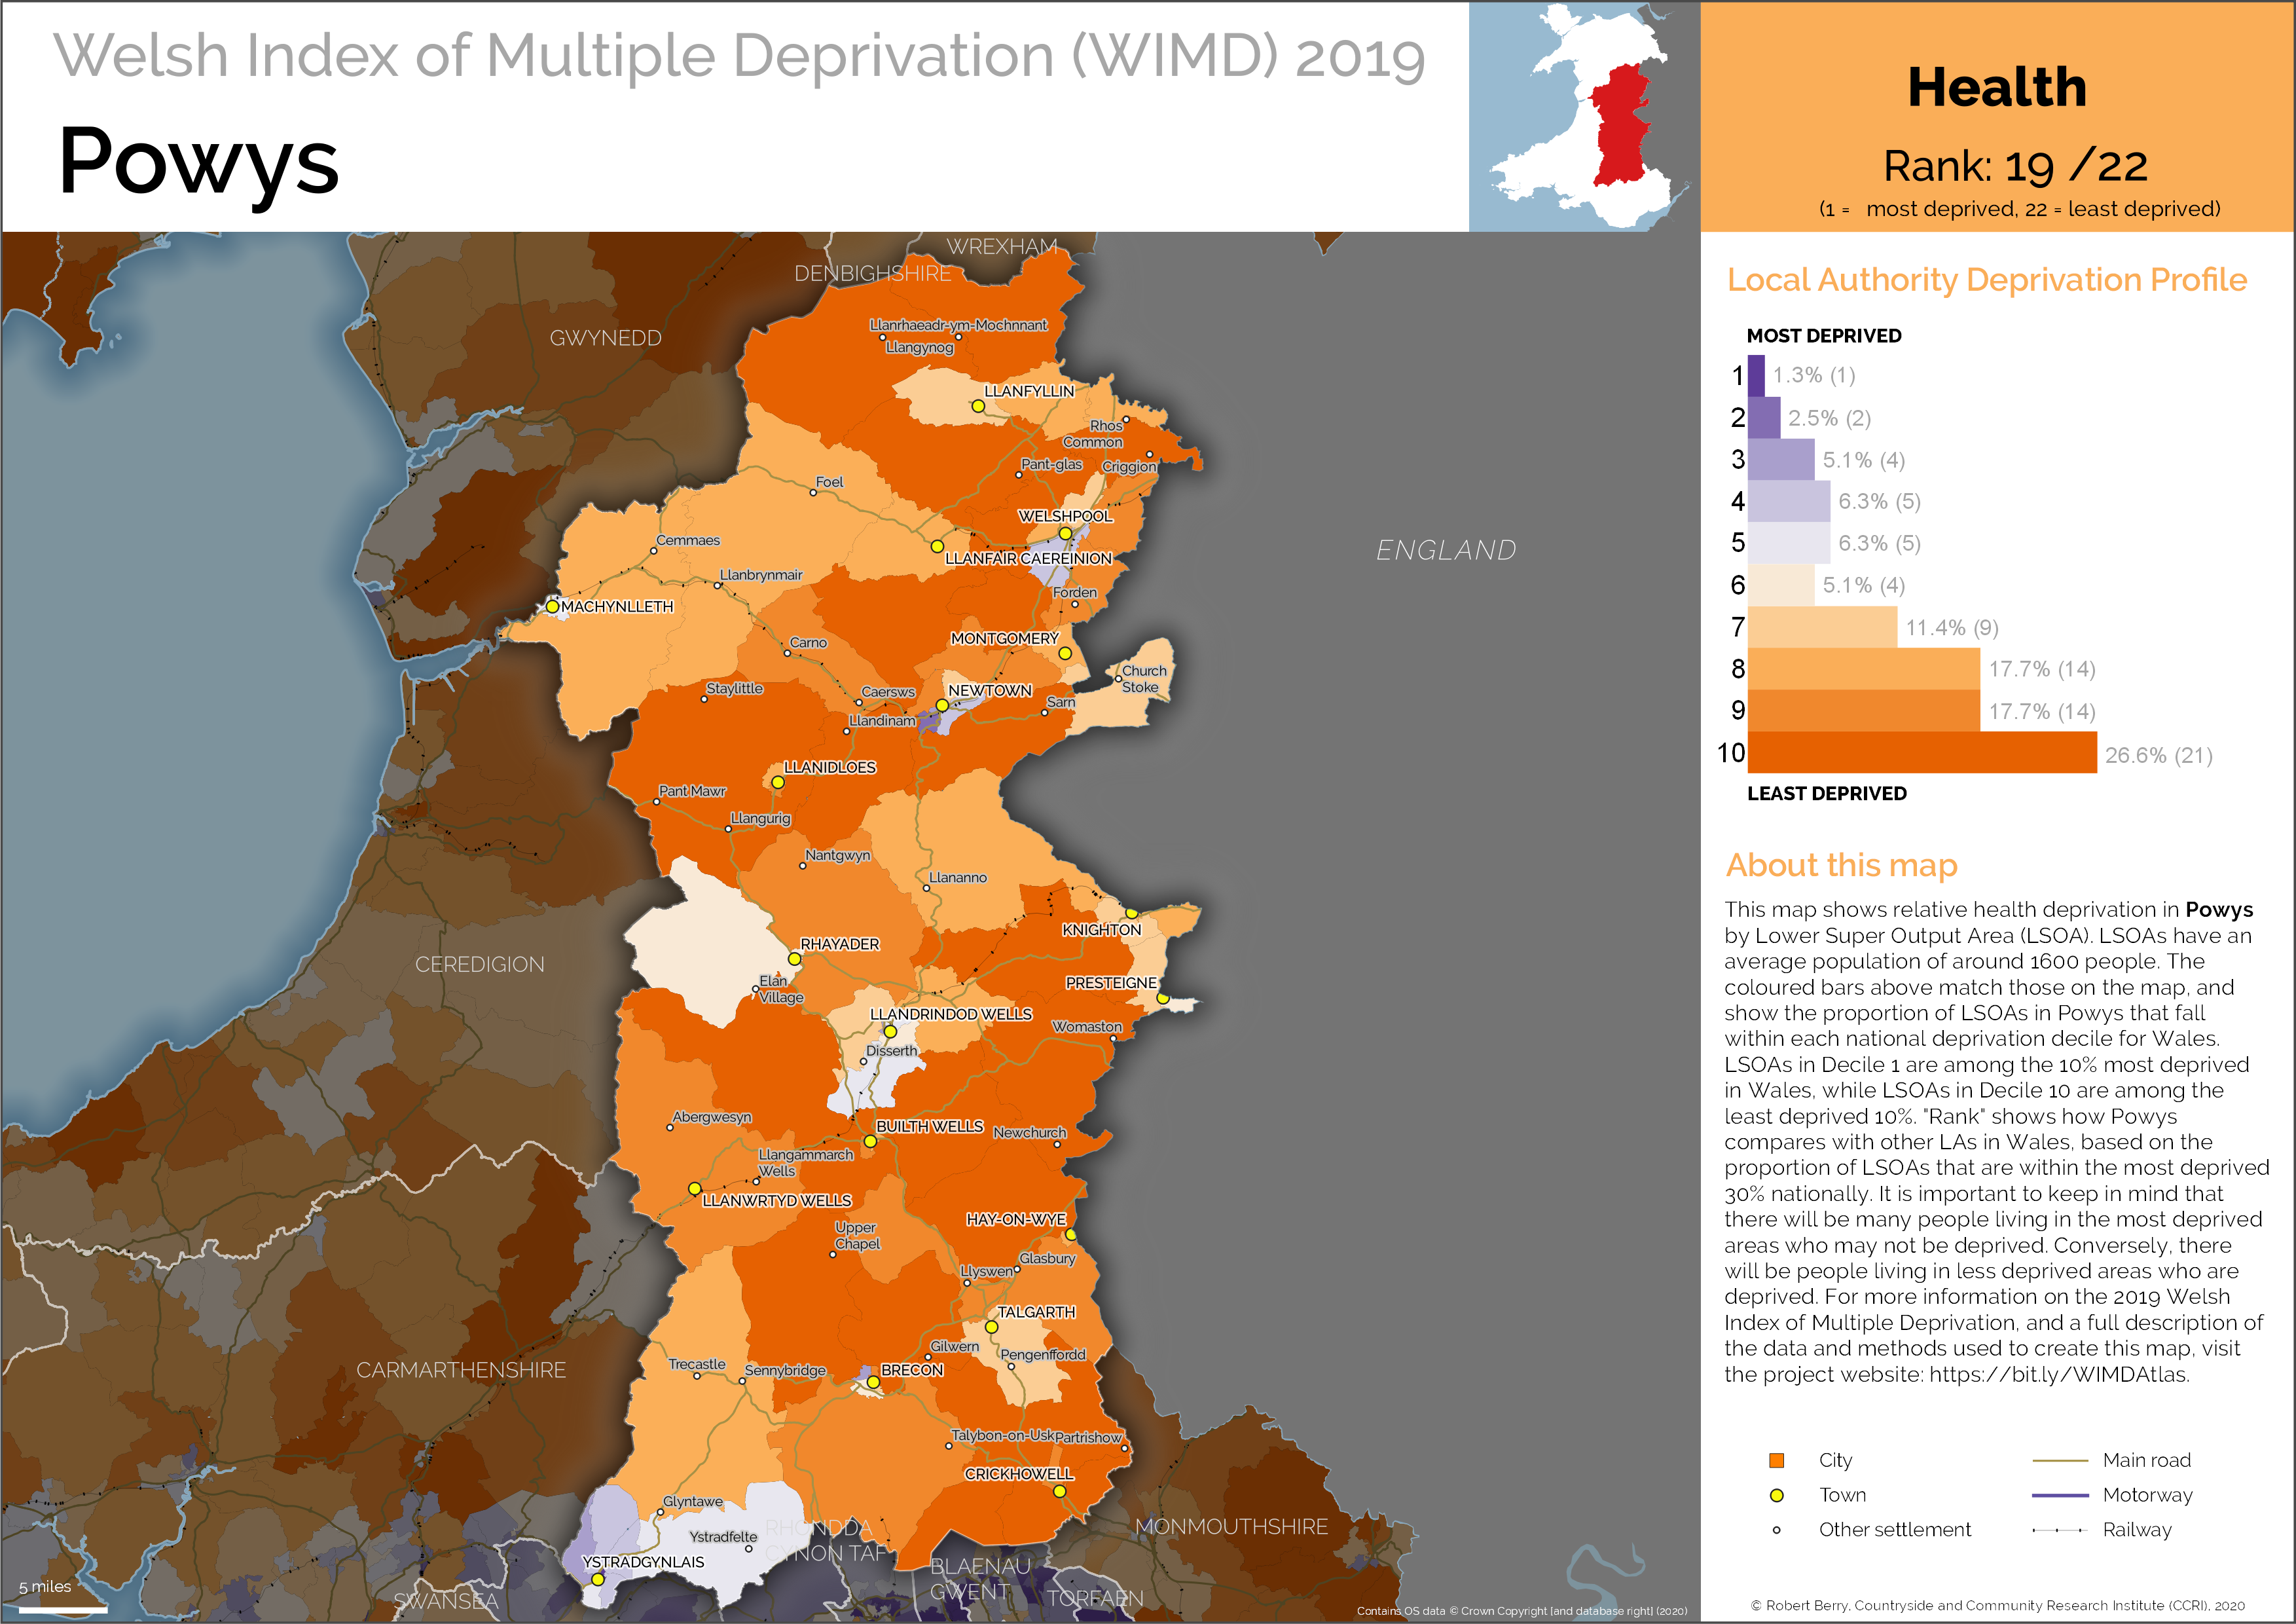 Welsh Index of Multiple Deprivation (WIMD) 2019
Powys
Health
Rank: 19 /22
(1 = most deprived, 22 = least deprived)
Local Authority Deprivation Profile
MOST DEPRIVED
1 1.3% (1)
2 2.5% (2)
3 5.1% (4)
4 6.3% (5)
5 6.3% (5)
6 5.1% (4)
7 11.4% (9)
8 17.7% (14)
9 17.7% (14)
10 26.6% (21)
LEAST DEPRIVED
About this map
This map shows relative health deprivation in Powys
by Lower Super Output Area (LSOA). LSOAs have an
average population of around 1600 people. The
coloured bars above match those on the map, and
show the proportion of LSOAs in Powys that fall
within each national deprivation decile for Wales.
LSOAs in Decile 1 are among the 10% most deprived
in Wales, while LSOAs in Decile 10 are among the
least deprived 10%. "Rank" shows how Powys
compares with other LAs in Wales, based on the
proportion of LSOAs that are within the most deprived
30% nationally. It is important to keep in mind that
there will be many people living in the most deprived
areas who may not be deprived. Conversely, there
will be people living in less deprived areas who are
deprived. For more information on the 2019 Welsh
Index of Multiple Deprivation, and a full description of
the data and methods used to create this map, visit
the project website: https://bit.ly/WIMDAtlas.
City
Main road
Town
Motorway
Other settlement
Railway
© Robert Berry, Countryside and Community Research Institute (CCRI), 2020
WREXHAM
DENBIGHSHIRE
GWYNEDD
Llanrhaeadr-ym-Mochnnant
Llangynog
LLANFYLLIN
Rhos
Common
Pant-glas
Criggion
Foel
WELSHPOOL
Cemmaes
LLANFAIR CAEREINION
ENGLAND
Llanbrynmair
Forden
MACHYNLLETH
MONTGOMERY
Carno
Church
Stoke
Staylittle
Caersws
NEWTOWN
Sarn
Llandinam
LLANIDLOES
Pant Mawr
Llangurig
Nantgwyn
Llananno
KNIGHTON
RHAYADER
CEREDIGION
Elan
Village
PRESTEIGNE
LLANDRINDOD WELLS
Womaston
Disserth
Abergwesyn
BUILTH WELLS
Newchurch
Llangammarch
Wells
LLANWRTYD WELLS
HAY-ON-WYE
Upper
Chapel
Glasbury
Llyswen
TALGARTH
Gilwern
Pengenffordd
Trecastle
Sennybridge
BRECON
CARMARTHENSHIRE
Talybon-on-Usk
Partrishow
CRICKHOWELL
Glyntawe
Ystradfelte
RHONDDA
CYNON TAF
MONMOUTHSHIRE
YSTRADGYNLAIS
BLAENAU
GWENT
TORFAEN
SWANSEA
5 miles
Contains OS data © Crown Copyright [and database right] (2020)